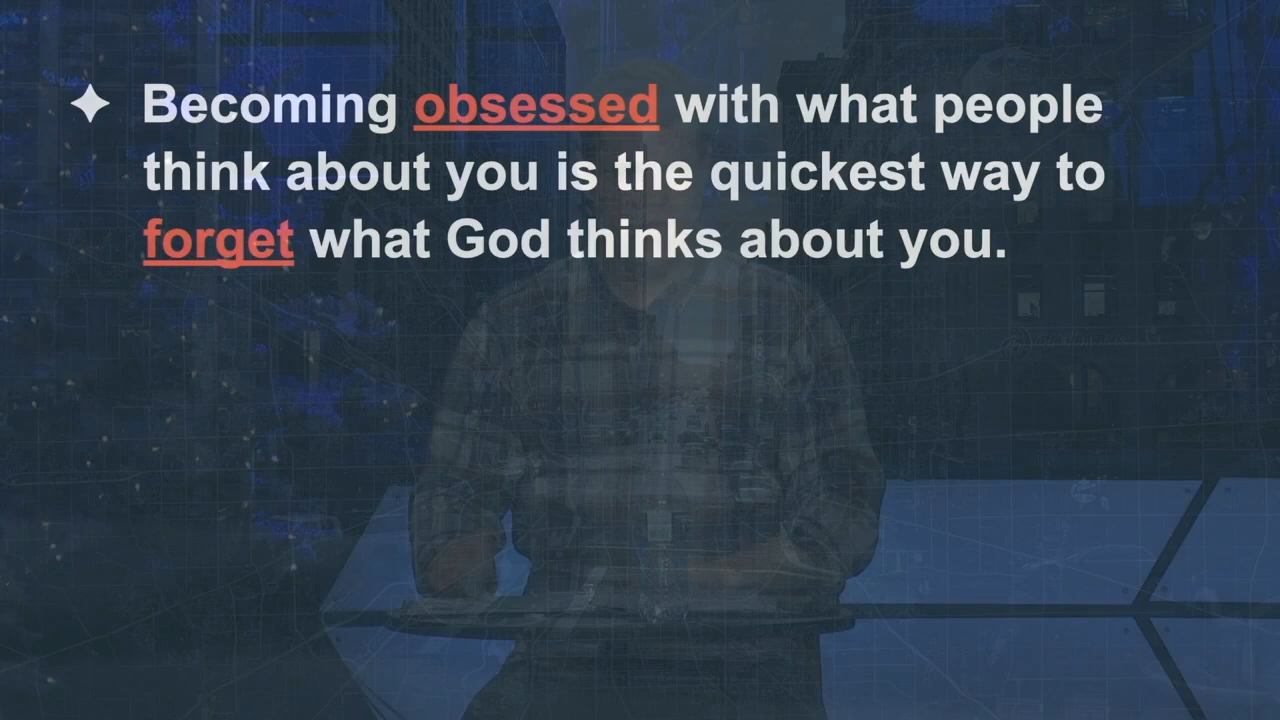 Becoming obsessed with what people
think about you is the quickest way to
forget what God thinks about you.